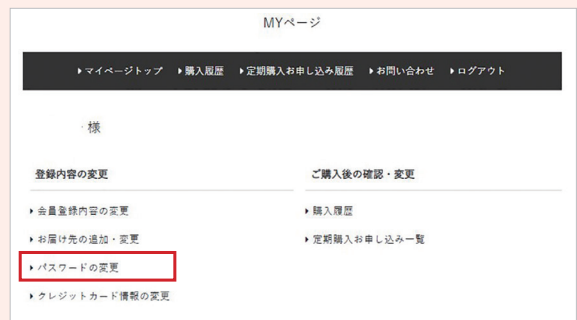 MYページ
マイページトップ 購入履歴 定期購入お申し込み履歴 お問い合わせ ログアウト
様
登録内容の変更 ご購入後の確認・変更
会員登録内容の変更 購入履歴
お届け先の追加・変更 定期購入お申し込み一覧
パスワードの変更
クレジットカード情報の変更